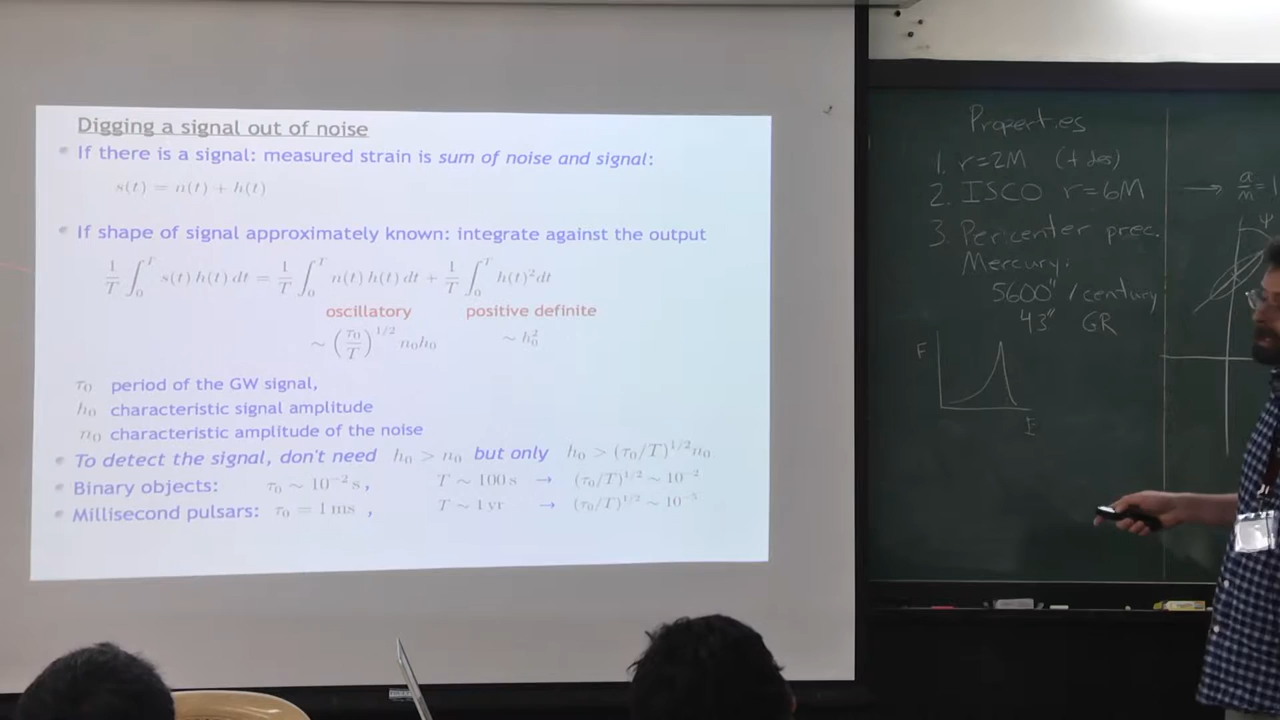 Digging a signal out of noise
If there is a signal: measured strain is sum of noise and signal:
s(t) = n(t) + h(t)
If shape of signal approximately known: integrate against the output
1/T ∫₀ᵀ s(t) h(t) dt = 1/T ∫₀ᵀ n(t) h(t) dt + 1/T ∫₀ᵀ h(t)² dt
oscillatory positive definite
~ (τ₀/T)^{1/2} n₀h₀ ~ h₀²
τ₀ period of the GW signal,
h₀ characteristic signal amplitude
n₀ characteristic amplitude of the noise
To detect the signal, don't need h₀ > n₀ but only h₀ > (τ₀/T)^{1/2} n₀
Binary objects: τ₀ ~ 10⁻² s, T ~ 100 s → (τ₀/T)^{1/2} ~ 10⁻²
Millisecond pulsars: τ₀ = 1 ms , T ~ 1 yr → (τ₀/T)^{1/2} ~ 10⁻⁵
Properties
1. r=2M
2. ISCO r=6M → a/m = 1
3. Pericenter prec.
Mercury:
5600" /century
43" GR
F
Ψ